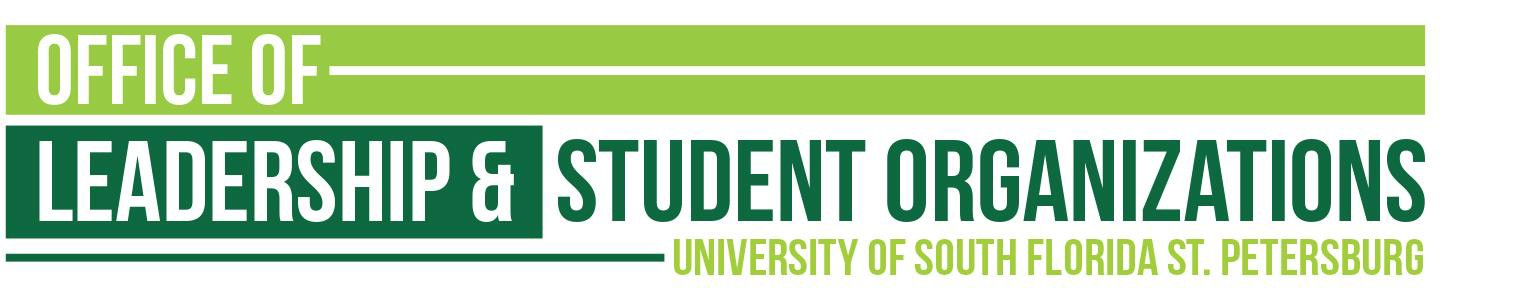 OFFICE OF
LEADERSHIP & STUDENT ORGANIZATIONS
UNIVERSITY OF SOUTH FLORIDA ST. PETERSBURG